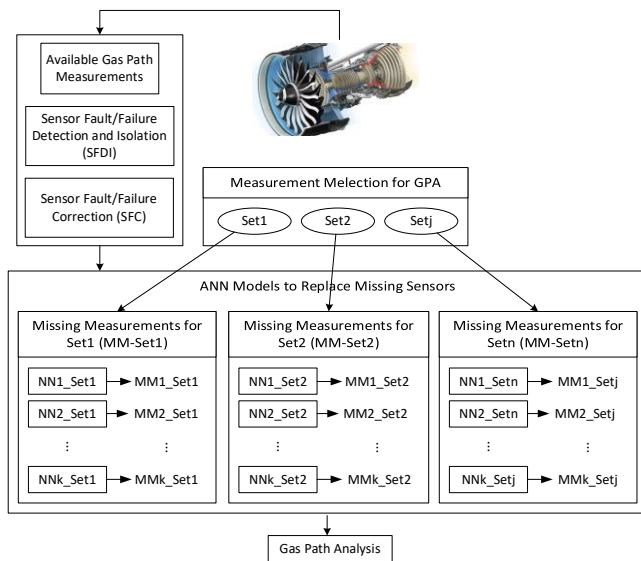 Available Gas Path
Measurements
Sensor Fault/Failure
Detection and Isolation
(SFDI)
Sensor Fault/Failure
Correction (SFC)
Measurement Melection for GPA
Set1
Set2
Setj
ANN Models to Replace Missing Sensors
Missing Measurements for
Set1 (MM-Set1)
NN1_Set1
MM1_Set1
NN2_Set1
MM2_Set1
⋮
⋮
NNk_Set1
MMk_Set1
Missing Measurements for
Set2 (MM-Set2)
NN1_Set2
MM1_Set2
NN2_Set2
MM2_Set2
⋮
⋮
NNk_Set2
MMk_Set2
Missing Measurements for
Setn (MM-Setn)
NN1_Setn
MM1_Setj
NN2_Setn
MM2_Setj
⋮
⋮
NNk_Setj
MMk_Setj
Gas Path Analysis